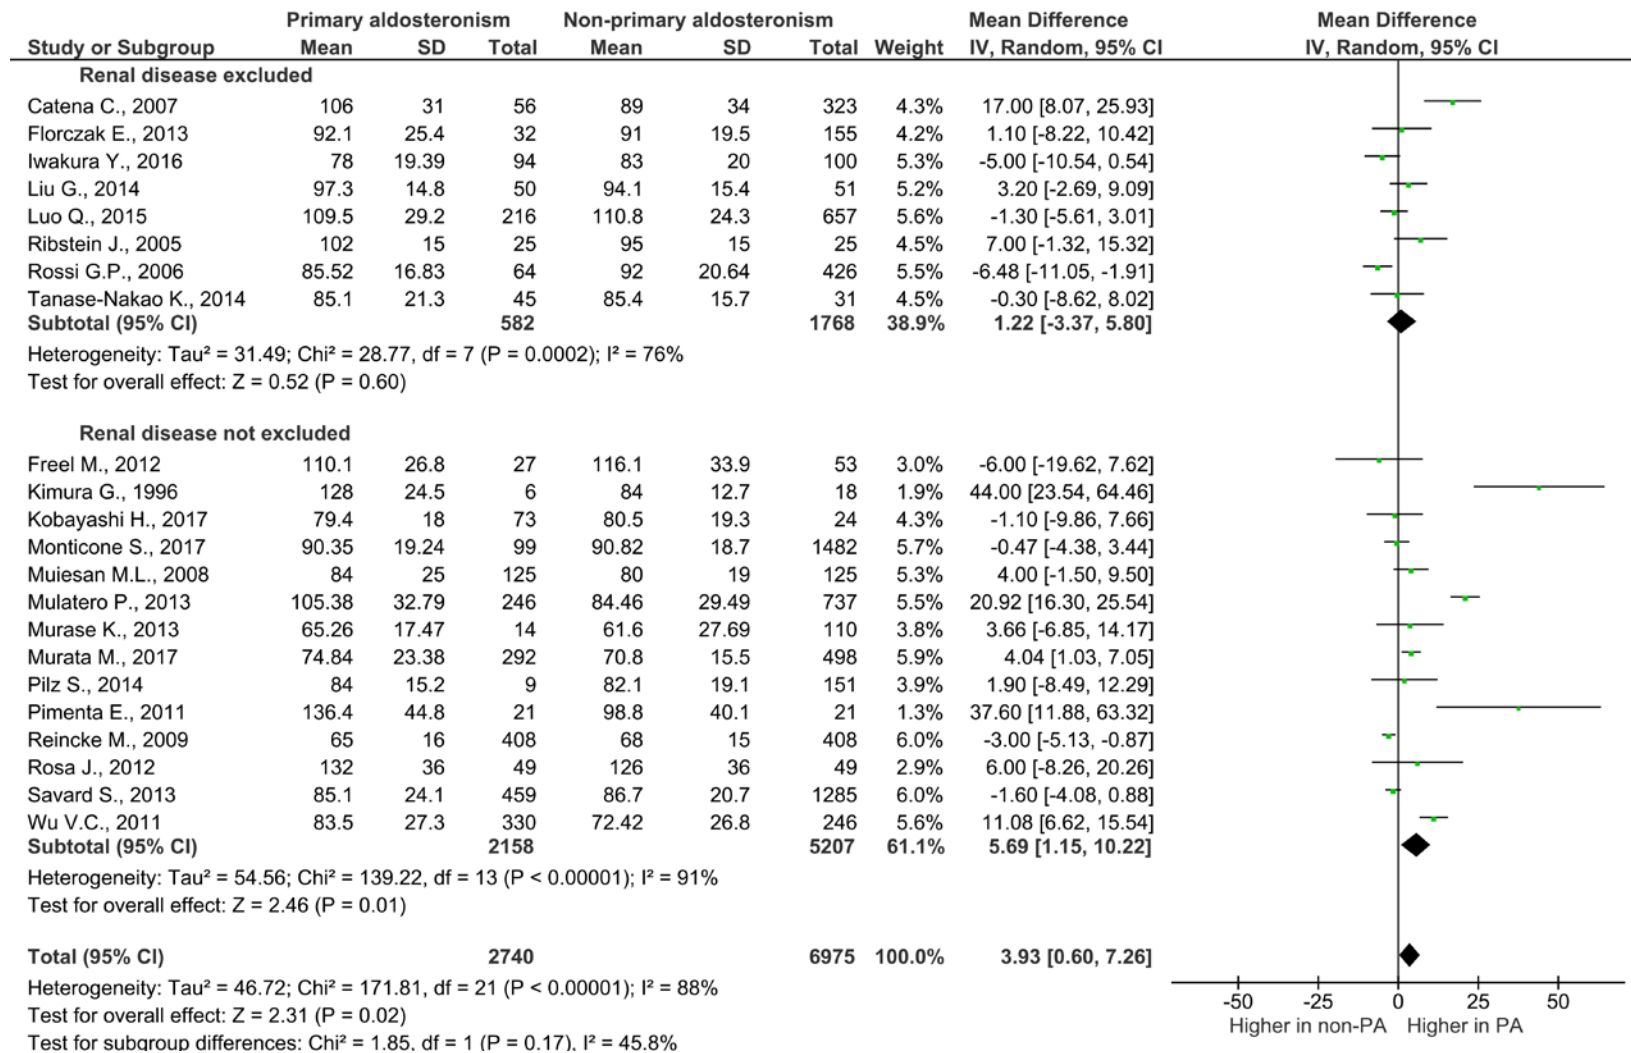 Primary aldosteronism Non-primary aldosteronism Mean Difference Mean Difference
Study or Subgroup Mean SD Total Mean SD Total Weight IV, Random, 95% CI IV, Random, 95% CI
Renal disease excluded
Catena C., 2007 106 31 56 89 34 323 4.3% 17.00 [8.07, 25.93]
Florczak E., 2013 92.1 25.4 32 91 19.5 155 4.2% 1.10 [-8.22, 10.42]
Iwakura Y., 2016 78 19.39 94 83 20 100 5.3% -5.00 [-10.54, 0.54]
Liu G., 2014 97.3 14.8 50 94.1 15.4 51 5.2% 3.20 [-2.69, 9.09]
Luo Q., 2015 109.5 29.2 216 110.8 24.3 657 5.6% -1.30 [-5.61, 3.01]
Ribstein J., 2005 102 15 25 95 15 25 4.5% 7.00 [-1.32, 15.32]
Rossi G.P., 2006 85.52 16.83 64 92 20.64 426 5.5% -6.48 [-11.05, -1.91]
Tanase-Nakao K., 2014 85.1 21.3 45 85.4 15.7 31 4.5% -0.30 [-8.62, 8.02]
Subtotal (95% CI) 582 1768 38.9% 1.22 [-3.37, 5.80]
Heterogeneity: Tau² = 31.49; Chi² = 28.77, df = 7 (P = 0.0002); I² = 76%
Test for overall effect: Z = 0.52 (P = 0.60)
Renal disease not excluded
Freel M., 2012 110.1 26.8 27 116.1 33.9 53 3.0% -6.00 [-19.62, 7.62]
Kimura G., 1996 128 24.5 6 84 12.7 18 1.9% 44.00 [23.54, 64.46]
Kobayashi H., 2017 79.4 18 73 80.5 19.3 24 4.3% -1.10 [-9.86, 7.66]
Monticone S., 2017 90.35 19.24 99 90.82 18.7 1482 5.7% -0.47 [-4.38, 3.44]
Muiesan M.L., 2008 84 25 125 80 19 125 5.3% 4.00 [-1.50, 9.50]
Mulatero P., 2013 105.38 32.79 246 84.46 29.49 737 5.5% 20.92 [16.30, 25.54]
Murase K., 2013 65.26 17.47 14 61.6 27.69 110 3.8% 3.66 [-6.85, 14.17]
Murata M., 2017 74.84 23.38 292 70.8 15.5 498 5.9% 4.04 [1.03, 7.05]
Pilz S., 2014 84 15.2 9 82.1 19.1 151 3.9% 1.90 [-8.49, 12.29]
Pimenta E., 2011 136.4 44.8 21 98.8 40.1 21 1.3% 37.60 [11.88, 63.32]
Reincke M., 2009 65 16 408 68 15 408 6.0% -3.00 [-5.13, -0.87]
Rosa J., 2012 132 36 49 126 36 49 2.9% 6.00 [-8.26, 20.26]
Savard S., 2013 85.1 24.1 459 86.7 20.7 1285 6.0% -1.60 [-4.08, 0.88]
Wu V.C., 2011 83.5 27.3 330 72.42 26.8 246 5.6% 11.08 [6.62, 15.54]
Subtotal (95% CI) 2158 5207 61.1% 5.69 [1.15, 10.22]
Heterogeneity: Tau² = 54.56; Chi² = 139.22, df = 13 (P < 0.00001); I² = 91%
Test for overall effect: Z = 2.46 (P = 0.01)
Total (95% CI) 2740 6975 100.0% 3.93 [0.60, 7.26]
Heterogeneity: Tau² = 46.72; Chi² = 171.81, df = 21 (P < 0.00001); I² = 88%
Test for overall effect: Z = 2.31 (P = 0.02)
Test for subgroup differences: Chi² = 1.85, df = 1 (P = 0.17), I² = 45.8%
-50 -25 0 25 50
Higher in non-PA Higher in PA